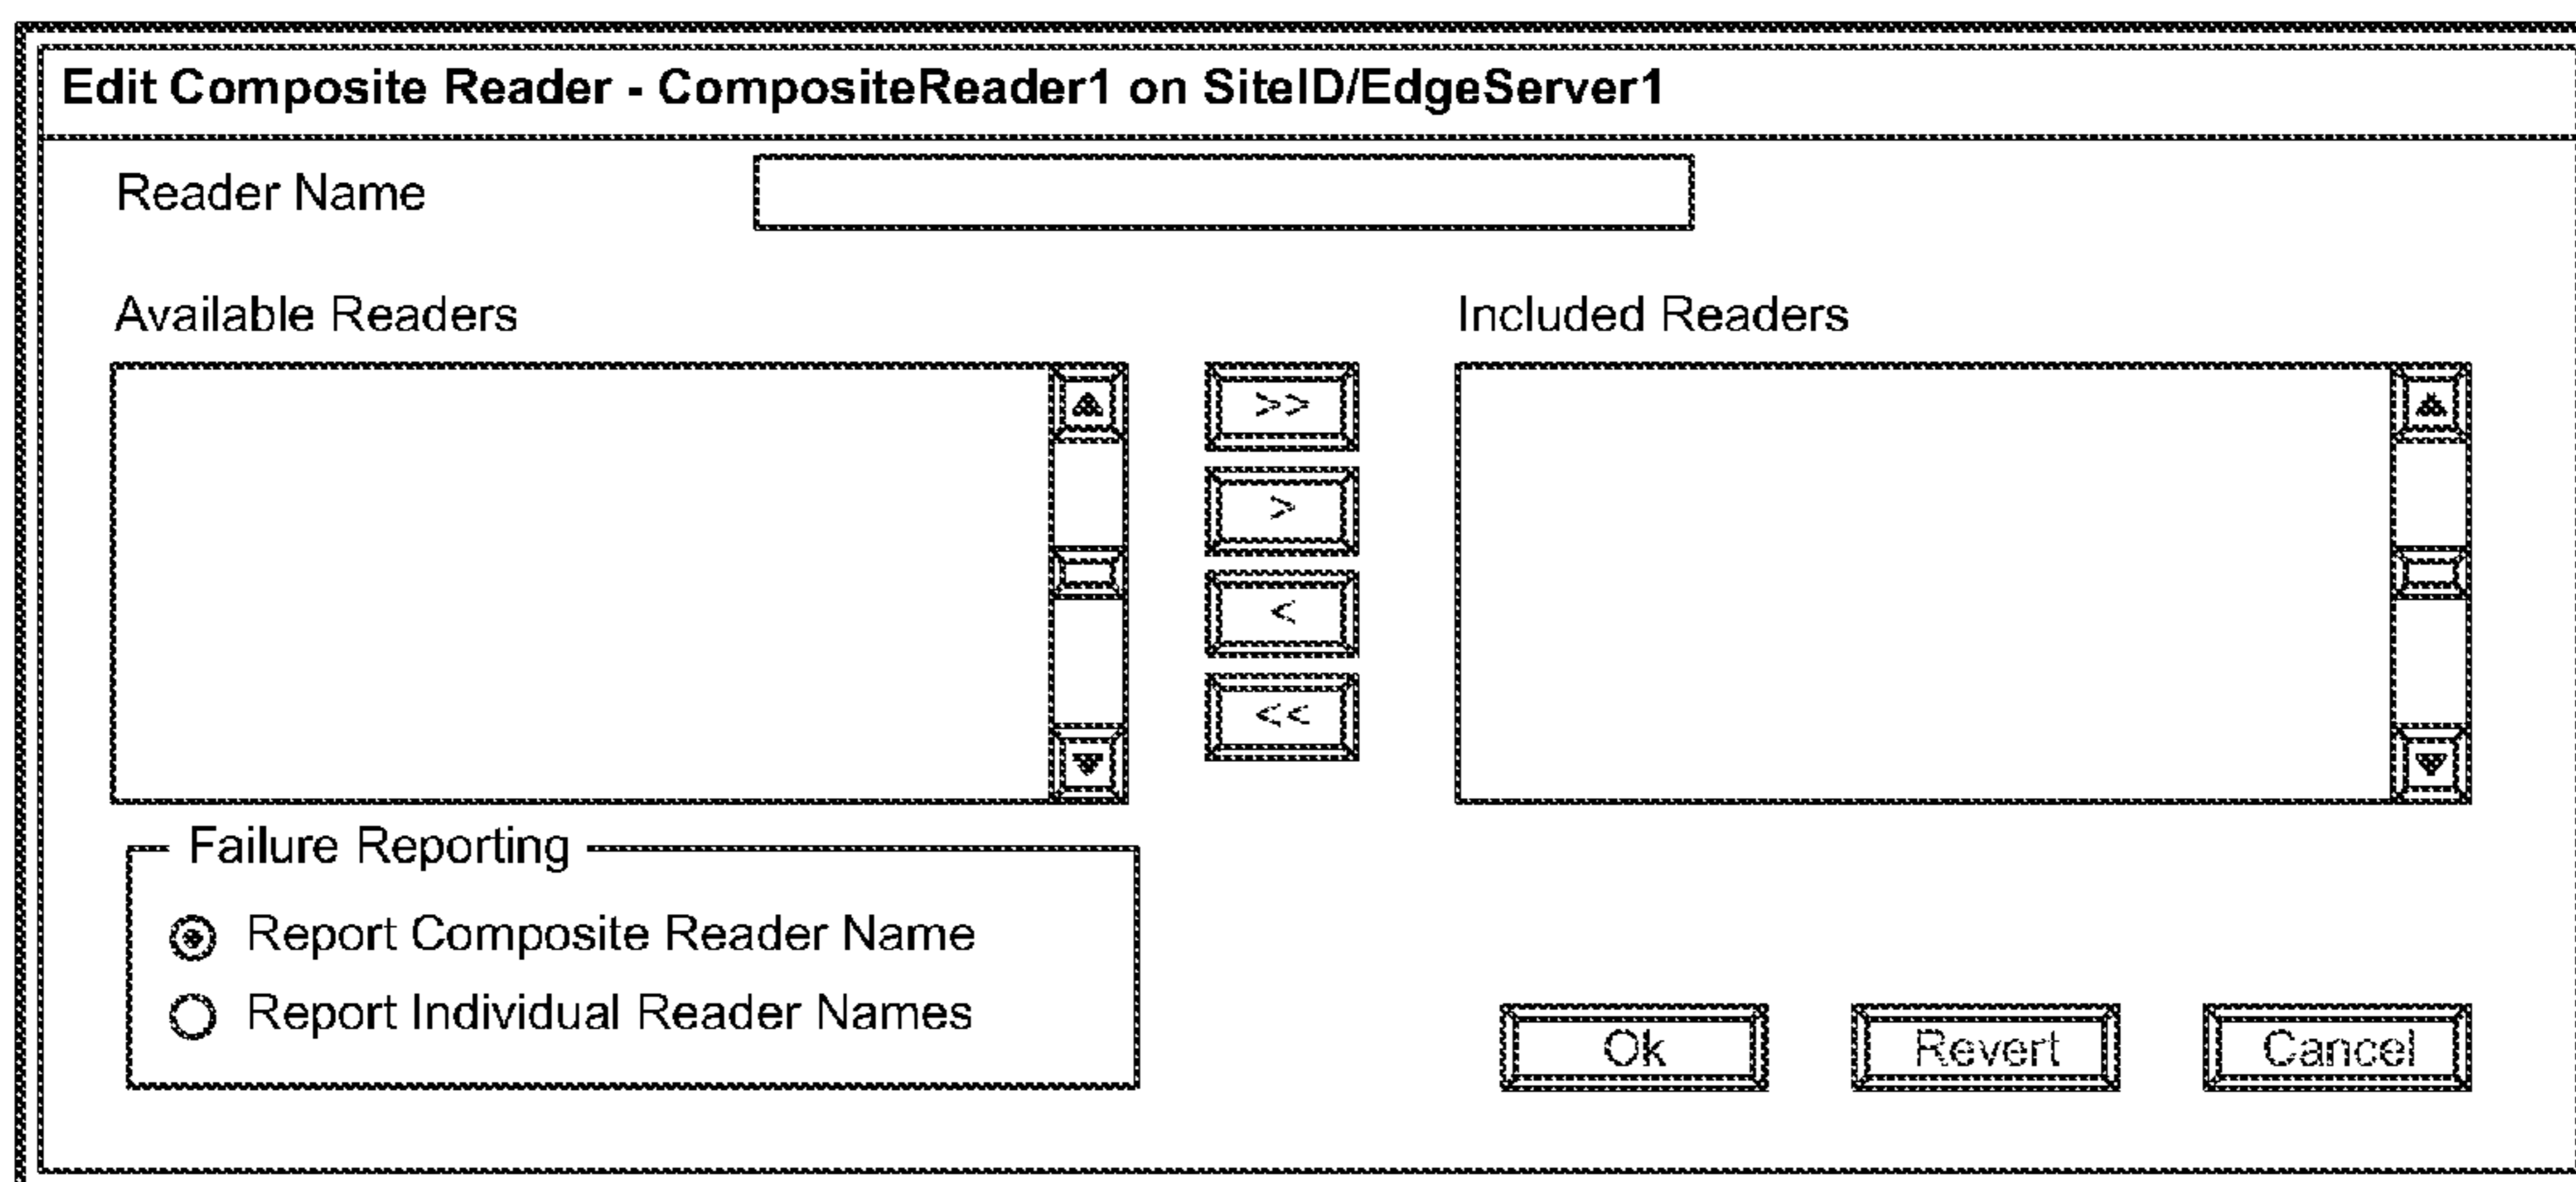 Edit Composite Reader - CompositeReader1 on SiteID/EdgeServer1
Reader Name
Available Readers
Included Readers
>>
>
<
<<
Failure Reporting
Report Composite Reader Name
Report Individual Reader Names
Ok
Revert
Cancel